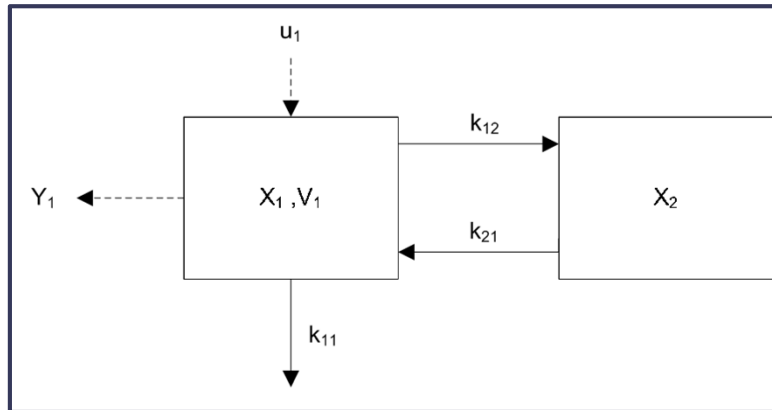 u₁
k₁₂
Y₁
X₁ ,V₁
X₂
k₂₁
k₁₁